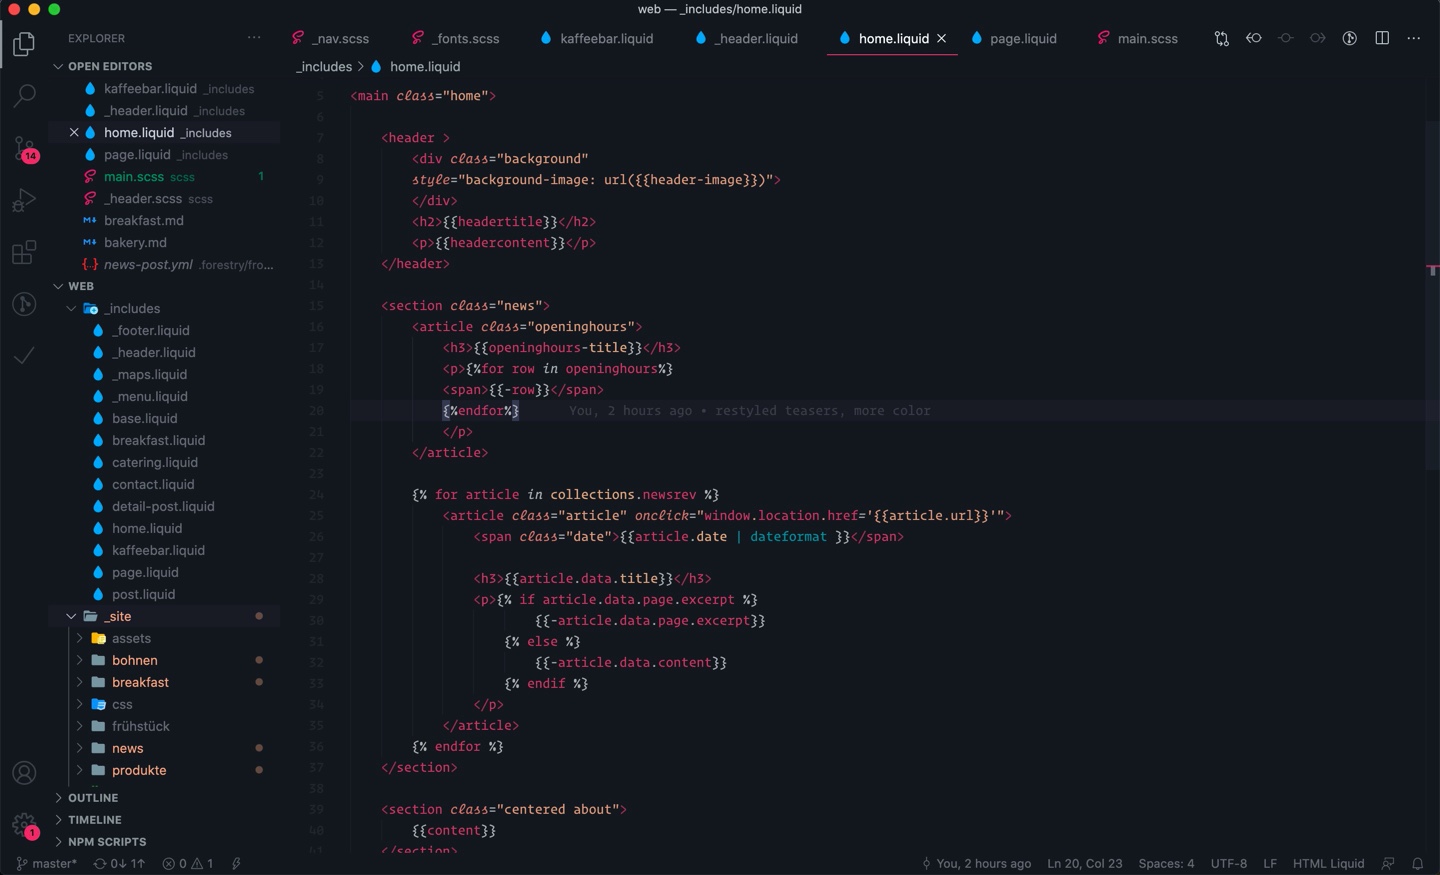 web — _includes/home.liquid
EXPLORER
_nav.scss
_fonts.scss
kaffeebar.liquid
_header.liquid
home.liquid
page.liquid
main.scss
OPEN EDITORS
kaffeebar.liquid _includes
_header.liquid _includes
home.liquid _includes
page.liquid _includes
main.scss scss 1
_header.scss scss
breakfast.md
bakery.md
news-post.yml .forestry/fro...
WEB
_includes
_footer.liquid
_header.liquid
_maps.liquid
_menu.liquid
base.liquid
breakfast.liquid
catering.liquid
contact.liquid
detail-post.liquid
home.liquid
kaffeebar.liquid
page.liquid
post.liquid
_site
assets
bohnen
breakfast
css
frühstück
news
produkte
OUTLINE
TIMELINE
NPM SCRIPTS
14
1
_includes > home.liquid
5 <main class="home">
6
7 <header >
8 <div class="background"
9 style="background-image: url({{header-image}})">
10 </div>
11 <h2>{{headertitle}}</h2>
12 <p>{{headercontent}}</p>
13 </header>
14
15 <section class="news">
16 <article class="openinghours">
17 <h3>{{openinghours-title}}</h3>
18 <p>{%for row in openinghours%}
19 <span>{{-row}}</span>
20 {%endfor%} You, 2 hours ago • restyled teasers, more color
21 </p>
22 </article>
23
24 {% for article in collections.newsrev %}
25 <article class="article" onclick="window.location.href='{{article.url}}'">
26 <span class="date">{{article.date | dateformat }}</span>
27
28 <h3>{{article.data.title}}</h3>
29 <p>{% if article.data.page.excerpt %}
30 {{-article.data.page.excerpt}}
31 {% else %}
32 {{-article.data.content}}
33 {% endif %}
34 </p>
35 </article>
36 {% endfor %}
37 </section>
38
39 <section class="centered about">
40 {{content}}
41 </section>
master* 0↓ 1↑ 0 1
You, 2 hours ago Ln 20, Col 23 Spaces: 4 UTF-8 LF HTML Liquid